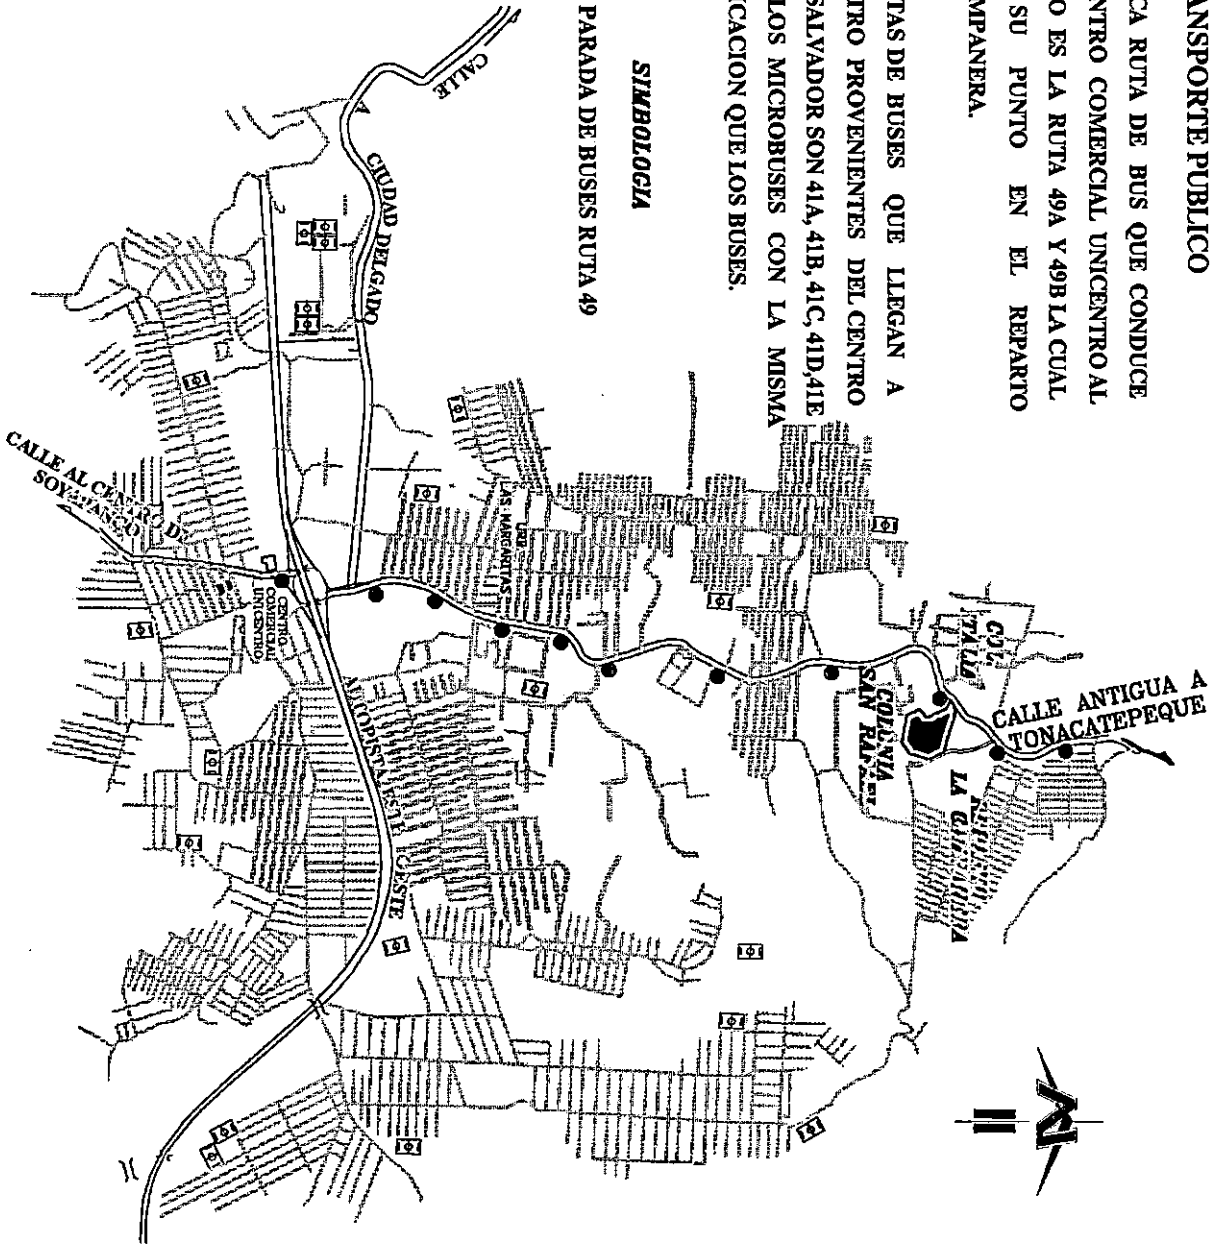 ANSPORTE PUBLICO
CA RUTA DE BUS QUE CONDUCE
NTRO COMERCIAL UNICENTRO AL
O ES LA RUTA 49A Y 49B LA CUAL
SU PUNTO EN EL REPARTO
MPANERA.
TAS DE BUSES QUE LLEGAN A
TRO PROVENIENTES DEL CENTRO
SALVADOR SON 41A, 41B, 41C, 41D,41E
LOS MICROBUSES CON LA MISMA
ICACION QUE LOS BUSES.
SIMBOLOGIA
PARADA DE BUSES RUTA 49
CALLE
A
CIUDAD DELGADO
CALLE AL CENTRO DE
SOYAPANGO
CENTRO
COMERCIAL
UNICENTRO
AUTOPISTA ESTE OESTE
URB.
LAS MARGARITAS
COL.
ITALIA
COLONIA
SAN RAFAEL
CALLE ANTIGUA A
TONACATEPEQUE
LA
N